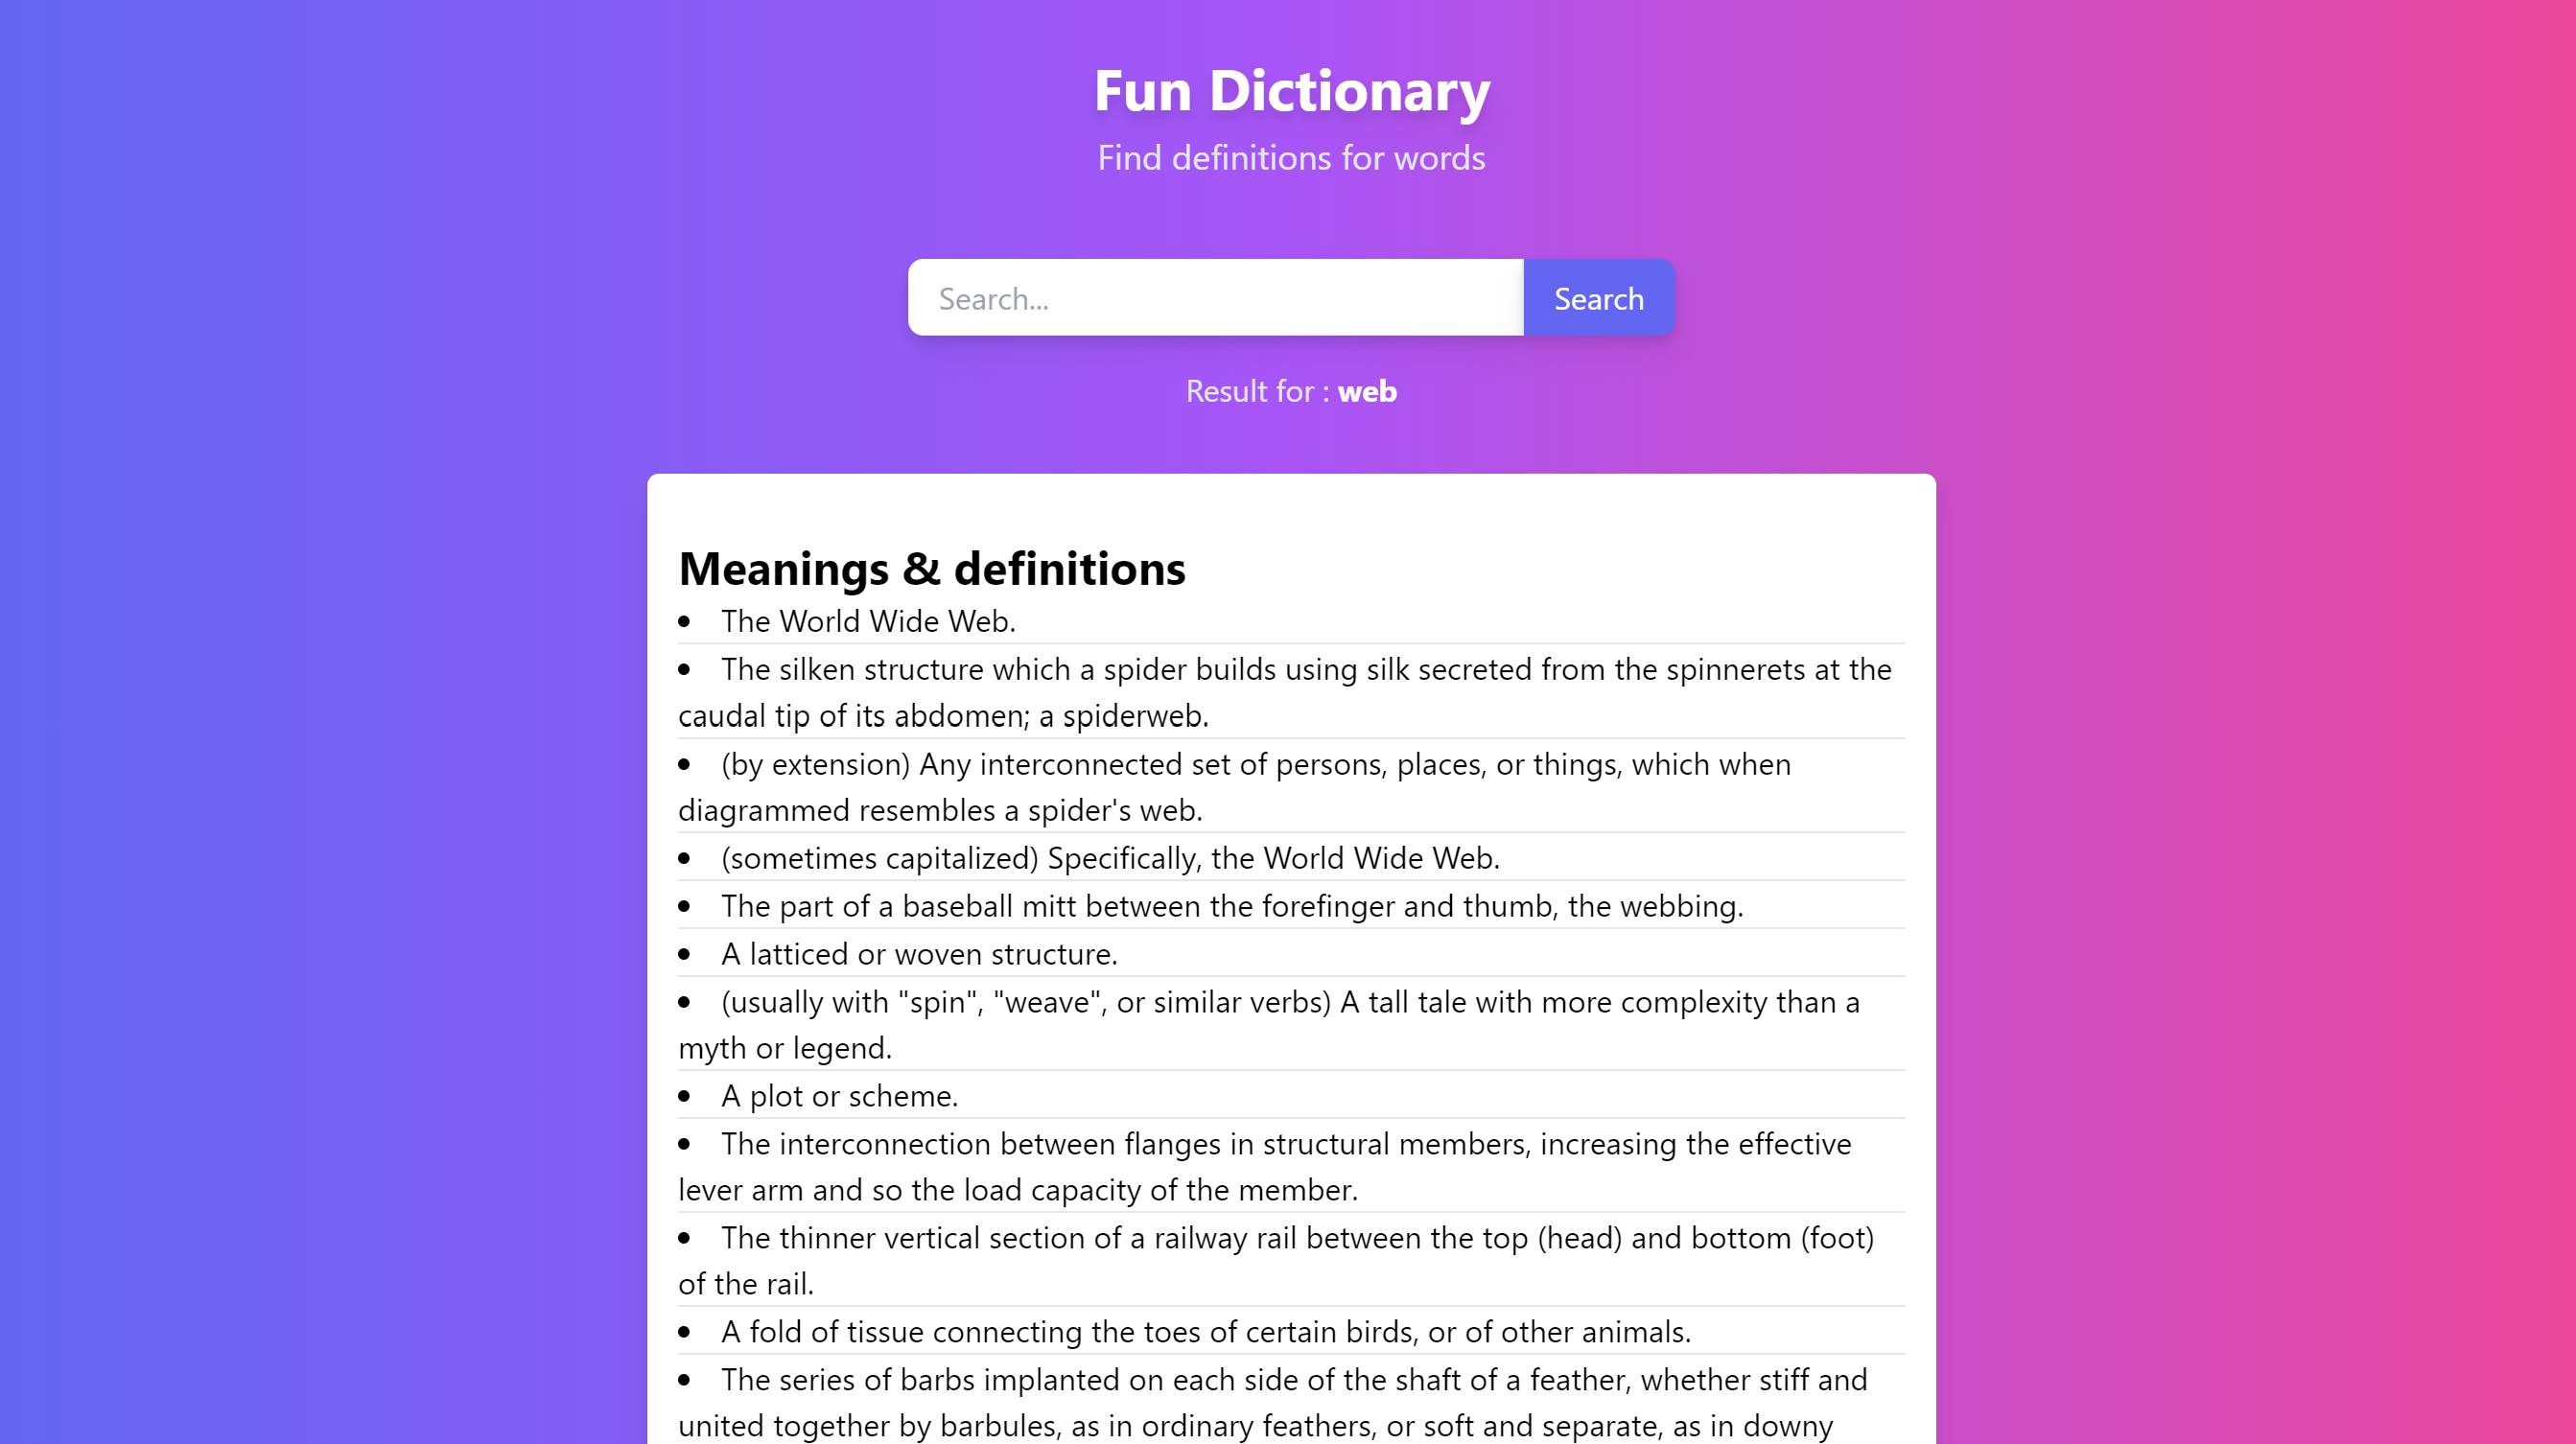 Fun Dictionary
Find definitions for words
Search...
Search
Result for : web
Meanings & definitions
• The World Wide Web.
• The silken structure which a spider builds using silk secreted from the spinnerets at the
caudal tip of its abdomen; a spiderweb.
• (by extension) Any interconnected set of persons, places, or things, which when
diagrammed resembles a spider's web.
• (sometimes capitalized) Specifically, the World Wide Web.
• The part of a baseball mitt between the forefinger and thumb, the webbing.
• A latticed or woven structure.
• (usually with "spin", "weave", or similar verbs) A tall tale with more complexity than a
myth or legend.
• A plot or scheme.
• The interconnection between flanges in structural members, increasing the effective
lever arm and so the load capacity of the member.
• The thinner vertical section of a railway rail between the top (head) and bottom (foot)
of the rail.
• A fold of tissue connecting the toes of certain birds, or of other animals.
• The series of barbs implanted on each side of the shaft of a feather, whether stiff and
united together by barbules, as in ordinary feathers, or soft and separate, as in downy